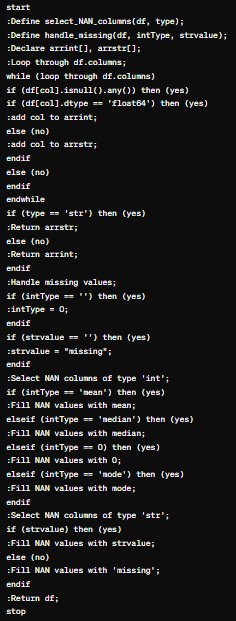 start
:Define select_NAN_columns(df, type);
:Define handle_missing(df, intType, strvalue);
:Declare arrint[], arrstr[];
:Loop through df.columns;
while (loop through df.columns)
if (df[col].isnull().any()) then (yes)
if (df[col].dtype == 'float64') then (yes)
:add col to arrint;
else (no)
:add col to arrstr;
endif
else (no)
endif
endwhile
if (type == 'str') then (yes)
:Return arrstr;
else (no)
:Return arrint;
endif
:Handle missing values;
if (intType == '') then (yes)
:intType = 0;
endif
if (strvalue == '') then (yes)
:strvalue = "missing";
endif
:Select NAN columns of type 'int';
if (intType == 'mean') then (yes)
:Fill NAN values with mean;
elseif (intType == 'median') then (yes)
:Fill NAN values with median;
elseif (intType == 0) then (yes)
:Fill NAN values with 0;
elseif (intType == 'mode') then (yes)
:Fill NAN values with mode;
endif
:Select NAN columns of type 'str';
if (strvalue) then (yes)
:Fill NAN values with strvalue;
else (no)
:Fill NAN values with 'missing';
endif
:Return df;
stop